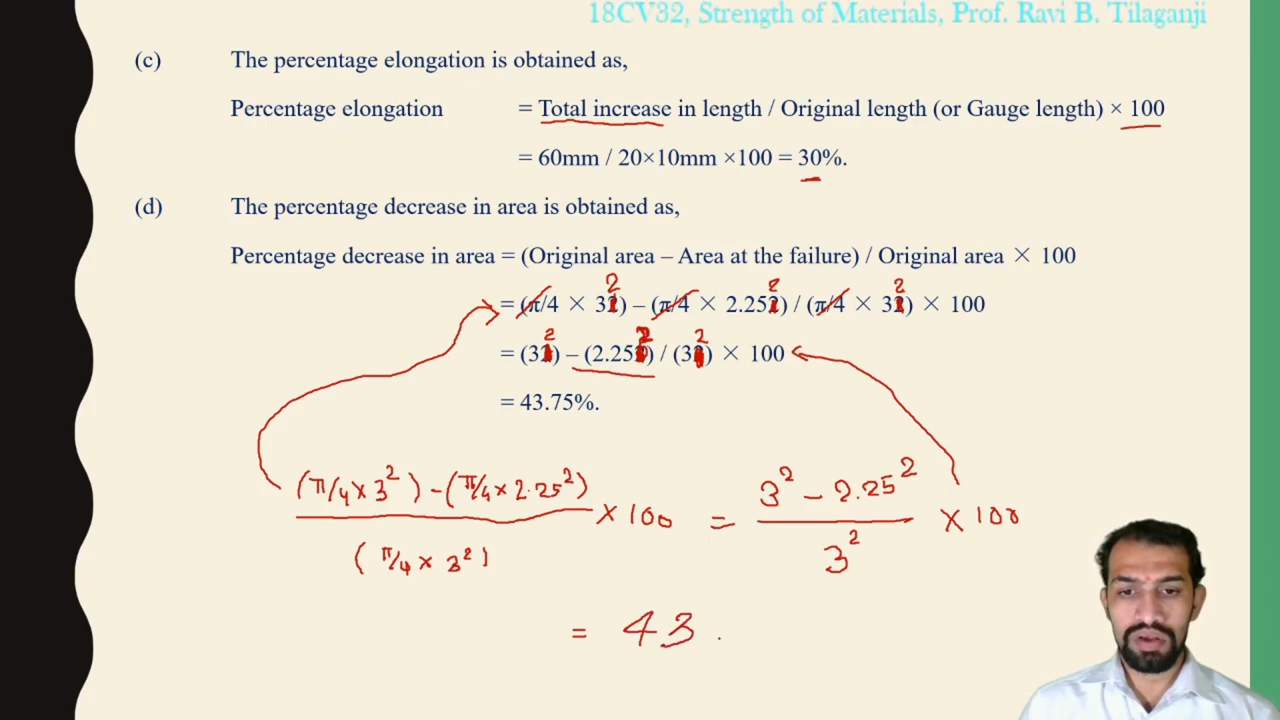 18CV32, Strength of Materials, Prof. Ravi B. Tilaganji
(c) The percentage elongation is obtained as,
Percentage elongation = Total increase in length / Original length (or Gauge length) × 100
= 60mm / 20×10mm ×100 = 30%.
(d) The percentage decrease in area is obtained as,
Percentage decrease in area = (Original area – Area at the failure) / Original area × 100
= (π/4 × 3²) – (π/4 × 2.25²) / (π/4 × 3²) × 100
= (3²) – (2.25²) / (3²) × 100
= 43.75%.
(π/4 × 3²) - (π/4 × 2.25²) / (π/4 × 3²) × 100 = 3² - 2.25² / 3² × 100
= 43.